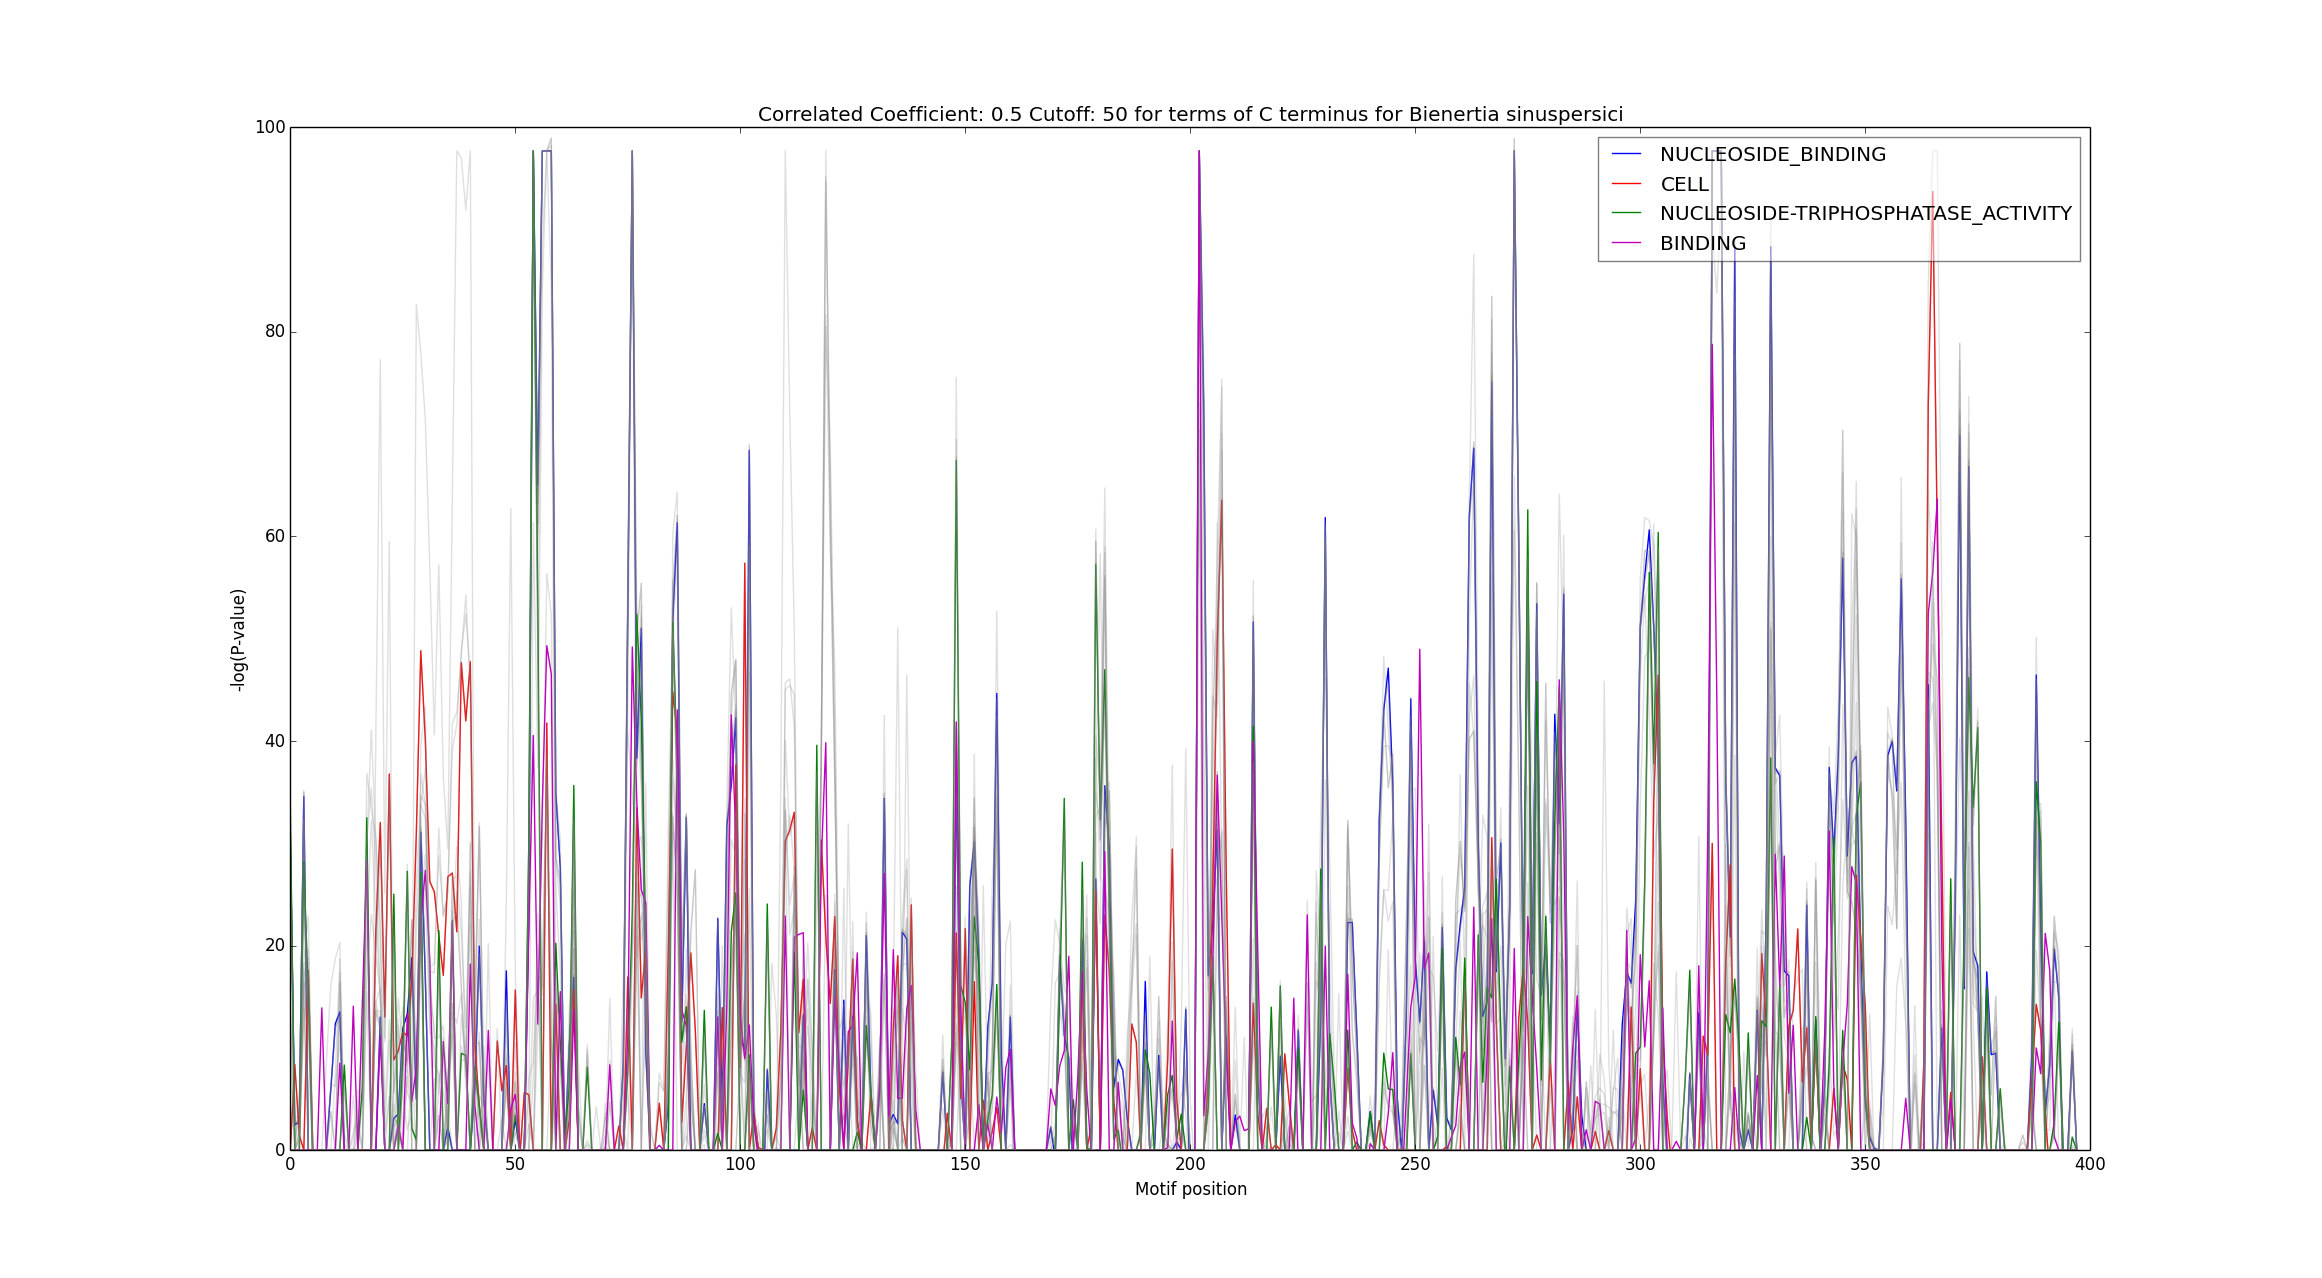 Correlated Coefficient: 0.5 Cutoff: 50 for terms of C terminus for Bienertia sinuspersici
100
80
60
40
20
0
-log(P-value)
NUCLEOSIDE_BINDING
CELL
NUCLEOSIDE-TRIPHOSPHATASE_ACTIVITY
BINDING
0 50 100 150 200 250 300 350 400
Motif position